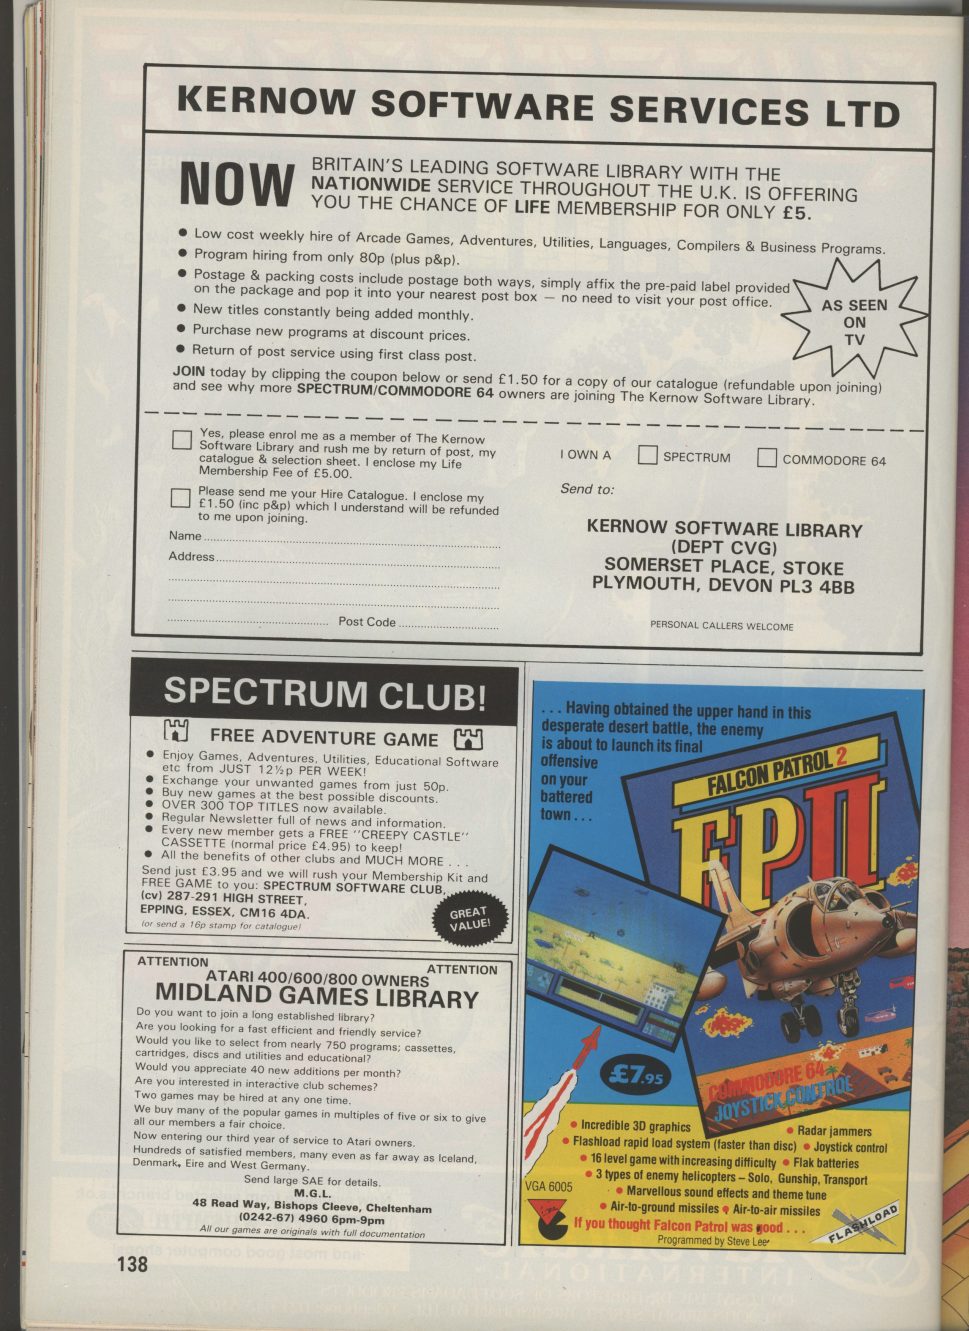 KERNOW SOFTWARE SERVICES LTD
NOW
BRITAIN'S LEADING SOFTWARE LIBRARY WITH THE
NATIONWIDE SERVICE THROUGHOUT THE U.K. IS OFFERING
YOU THE CHANCE OF LIFE MEMBERSHIP FOR ONLY £5.
● Low cost weekly hire of Arcade Games, Adventures, Utilities, Languages, Compilers & Business Programs.
● Program hiring from only 80p (plus p&p).
● Postage & packing costs include postage both ways, simply affix the pre-paid label provided
on the package and pop it into your nearest post box — no need to visit your post office.
● New titles constantly being added monthly.
● Purchase new programs at discount prices.
● Return of post service using first class post.
AS SEEN
ON
TV
JOIN today by clipping the coupon below or send £1.50 for a copy of our catalogue (refundable upon joining)
and see why more SPECTRUM/COMMODORE 64 owners are joining The Kernow Software Library.
Yes, please enrol me as a member of The Kernow
Software Library and rush me by return of post, my
catalogue & selection sheet. I enclose my Life
Membership Fee of £5.00.
Please send me your Hire Catalogue. I enclose my
£1.50 (inc p&p) which I understand will be refunded
to me upon joining.
Name
Address
Post Code
I OWN A SPECTRUM COMMODORE 64
Send to:
KERNOW SOFTWARE LIBRARY
(DEPT CVG)
SOMERSET PLACE, STOKE
PLYMOUTH, DEVON PL3 4BB
PERSONAL CALLERS WELCOME
SPECTRUM CLUB!
FREE ADVENTURE GAME
● Enjoy Games, Adventures, Utilities, Educational Software
etc from JUST 12½p PER WEEK!
● Exchange your unwanted games from just 50p.
● Buy new games at the best possible discounts.
● OVER 300 TOP TITLES now available.
● Regular Newsletter full of news and information.
● Every new member gets a FREE "CREEPY CASTLE"
CASSETTE (normal price £4.95) to keep!
● All the benefits of other clubs and MUCH MORE . . .
Send just £3.95 and we will rush your Membership Kit and
FREE GAME to you: SPECTRUM SOFTWARE CLUB,
(cv) 287-291 HIGH STREET,
EPPING, ESSEX, CM16 4DA.
(or send a 16p stamp for catalogue)
GREAT
VALUE!
ATTENTION
ATTENTION
ATARI 400/600/800 OWNERS
MIDLAND GAMES LIBRARY
Do you want to join a long established library?
Are you looking for a fast efficient and friendly service?
Would you like to select from nearly 750 programs; cassettes,
cartridges, discs and utilities and educational?
Would you appreciate 40 new additions per month?
Are you interested in interactive club schemes?
Two games may be hired at any one time.
We buy many of the popular games in multiples of five or six to give
all our members a fair choice.
Now entering our third year of service to Atari owners.
Hundreds of satisfied members, many even as far away as Iceland,
Denmark, Eire and West Germany.
Send large SAE for details.
M.G.L.
48 Read Way, Bishops Cleeve, Cheltenham
(0242-67) 4960 6pm-9pm
All our games are originals with full documentation
. . . Having obtained the upper hand in this
desperate desert battle, the enemy
is about to launch its final
offensive
on your
battered
town . . .
FALCON PATROL 2
FPII
£7.95
COMMODORE 64
JOYSTICK CONTROL
● Incredible 3D graphics ● Radar jammers
● Flashload rapid load system (faster than disc) ● Joystick control
● 16 level game with increasing difficulty ● Flak batteries
● 3 types of enemy helicopters – Solo, Gunship, Transport
● Marvellous sound effects and theme tune
● Air-to-ground missiles ● Air-to-air missiles
VGA 6005
If you thought Falcon Patrol was good . . .
Programmed by Steve Lee
FLASHLOAD
138